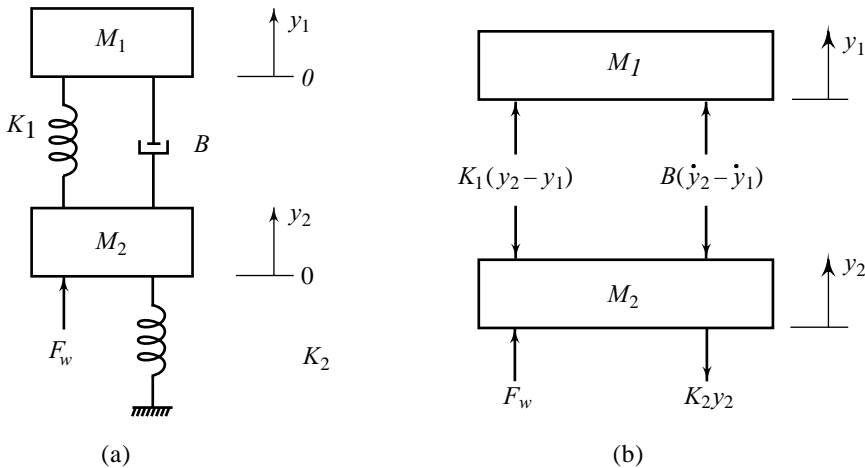 M1
y1
0
K1
B
M2
y2
0
Fw
K2
(a)
M1
y1
K1(y2 – y1)
B(ẏ2 – ẏ1)
M2
y2
Fw
K2y2
(b)